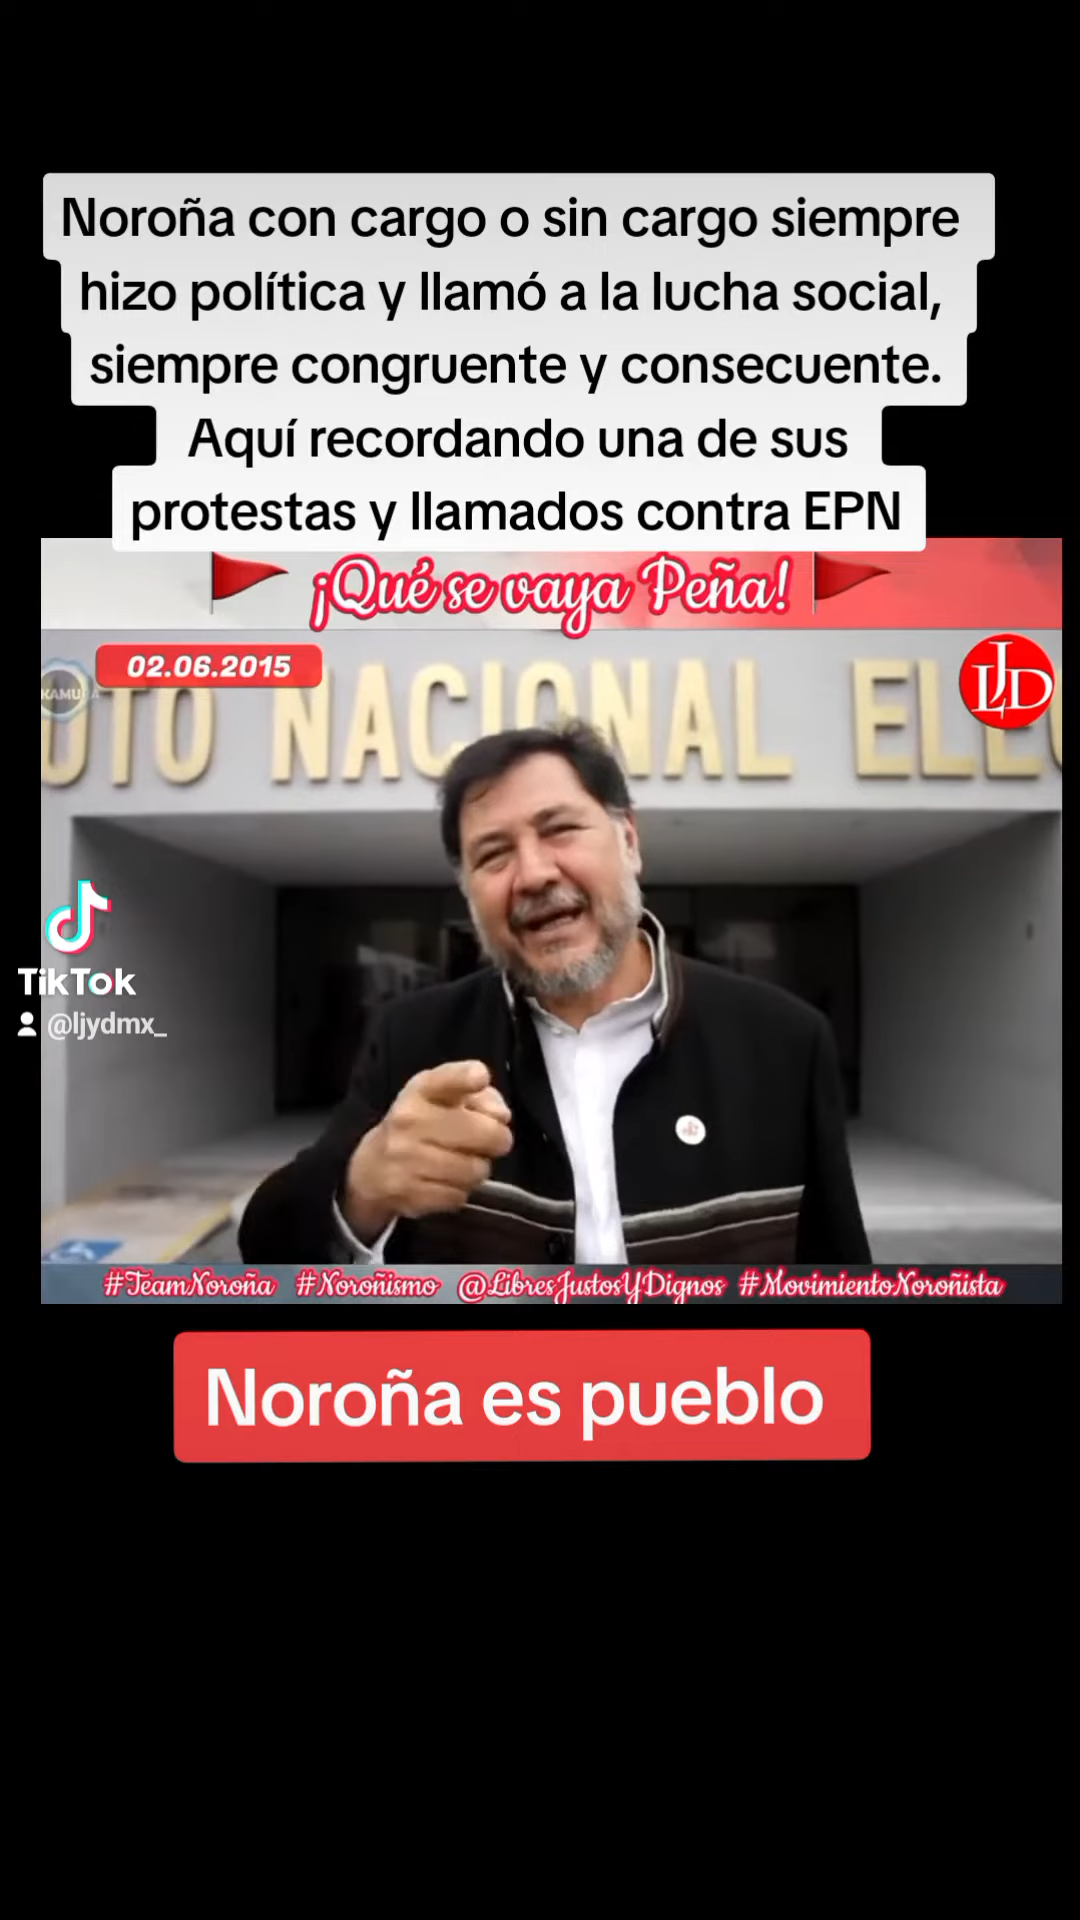 Noroña con cargo o sin cargo siempre
hizo política y llamó a la lucha social,
siempre congruente y consecuente.
Aquí recordando una de sus
protestas y llamados contra EPN
¡Qué se vaya Peña!
02.06.2015
KAMU
LJD
UTO NACIONAL ELEC
TikTok
@ljydmx_
#TeamNoroña #Noroñismo @LibresJustosYDignos #MovimientoNoroñista
Noroña es pueblo